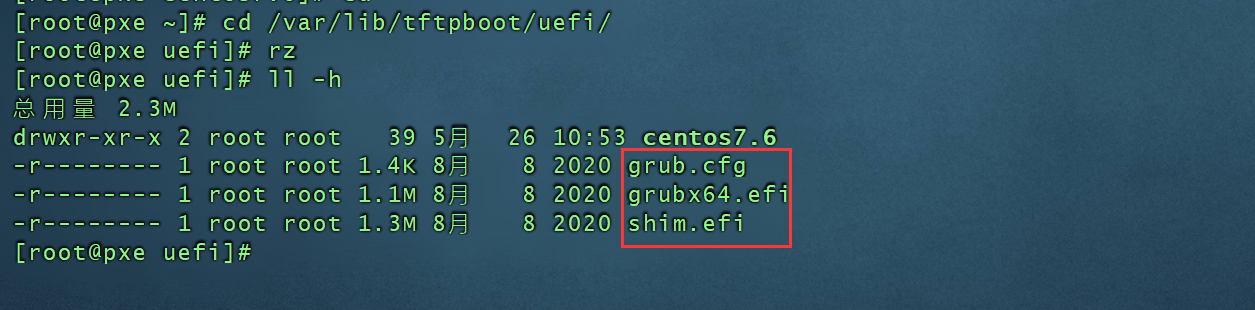 [root@pxe ~]# cd /var/lib/tftpboot/uefi/
[root@pxe uefi]# rz
[root@pxe uefi]# ll -h
总用量 2.3M
drwxr-xr-x 2 root root   39 5月   26 10:53 centos7.6
-r-------- 1 root root 1.4K 8月    8 2020 grub.cfg
-r-------- 1 root root 1.1M 8月    8 2020 grubx64.efi
-r-------- 1 root root 1.3M 8月    8 2020 shim.efi
[root@pxe uefi]#